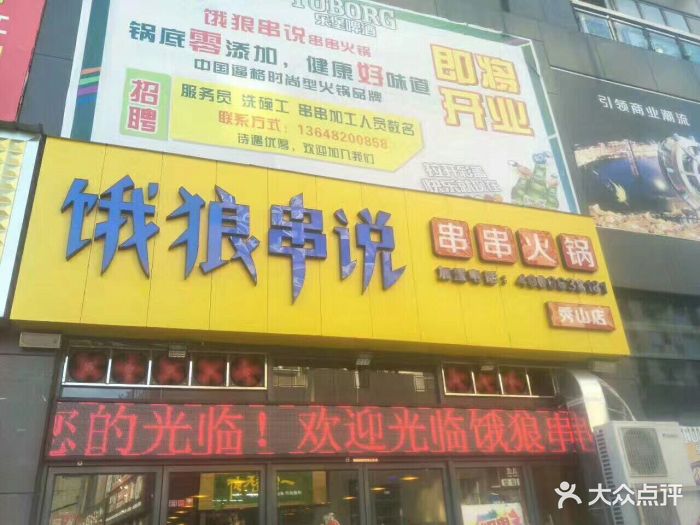 TUBORG
乐堡啤酒
饿狼串说串串火锅
锅底零添加，健康好味道
中国逼格时尚型火锅品牌
即将
开业
招聘
服务员 洗碗工 串串加工人员数名
联系方式：13648200858
待遇优厚，欢迎加入我们
引领商业潮流
饿狼串说
串串火锅
秀山店
您的光临！欢迎光临饿狼串
大众点评